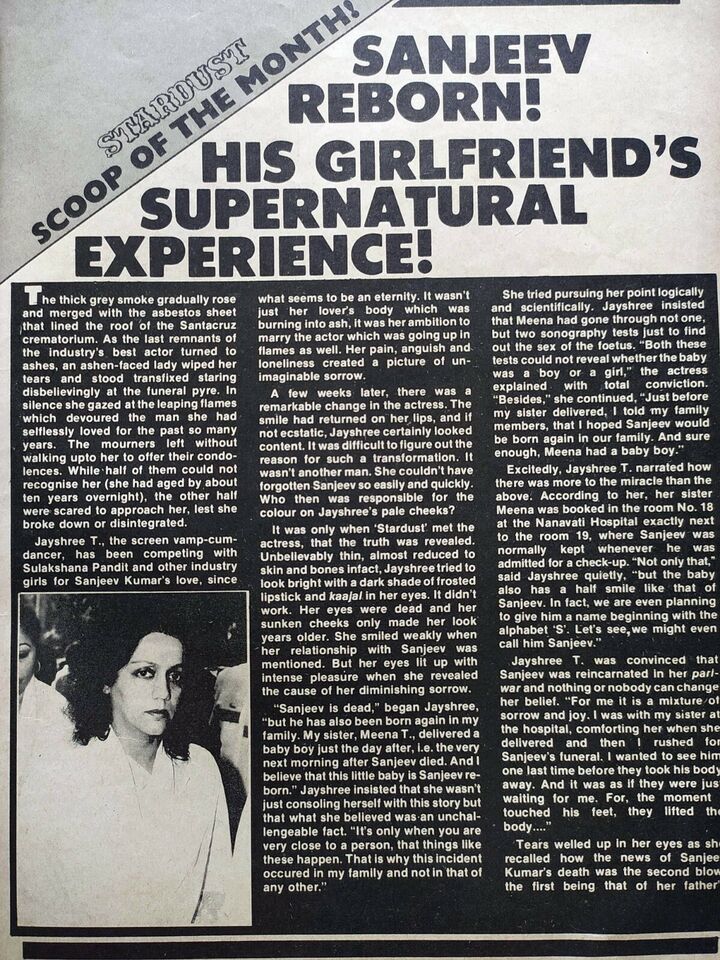 STARDUST
SCOOP OF THE MONTH!
SANJEEV
REBORN!
HIS GIRLFRIEND'S
SUPERNATURAL
EXPERIENCE!
The thick grey smoke gradually rose
and merged with the asbestos sheet
that lined the roof of the Santacruz
crematorium. As the last remnants of
the industry's best actor turned to
ashes, an ashen-faced lady wiped her
tears and stood transfixed staring
disbelievingly at the funeral pyre. In
silence she gazed at the leaping flames
which devoured the man she had
selflessly loved for the past so many
years. The mourners left without
walking upto her to offer their condo-
lences. While half of them could not
recognise her (she had aged by about
ten years overnight), the other half
were scared to approach her, lest she
broke down or disintegrated.
Jayshree T., the screen vamp-cum-
dancer, has been competing with
Sulakshana Pandit and other industry
girls for Sanjeev Kumar's love, since
what seems to be an eternity. It wasn't
just her lover's body which was
burning into ash, it was her ambition to
marry the actor which was going up in
flames as well. Her pain, anguish and
loneliness created a picture of un-
imaginable sorrow.
A few weeks later, there was a
remarkable change in the actress. The
smile had returned on her lips, and if
not ecstatic, Jayshree certainly looked
content. It was difficult to figure out the
reason for such a transformation. It
wasn't another man. She couldn't have
forgotten Sanjeev so easily and quickly.
Who then was responsible for the
colour on Jayshree's pale cheeks?
It was only when 'Stardust' met the
actress, that the truth was revealed.
Unbelievably thin, almost reduced to
skin and bones infact, Jayshree tried to
look bright with a dark shade of frosted
lipstick and kaajal in her eyes. It didn't
work. Her eyes were dead and her
sunken cheeks only made her look
years older. She smiled weakly when
her relationship with Sanjeev was
mentioned. But her eyes lit up with
intense pleasure when she revealed
the cause of her diminishing sorrow.
"Sanjeev is dead," began Jayshree,
"but he has also been born again in my
family. My sister, Meena T., delivered a
baby boy just the day after, i.e. the very
next morning after Sanjeev died. And I
believe that this little baby is Sanjeev re-
born." Jayshree insisted that she wasn't
just consoling herself with this story but
that what she believed was an unchal-
lengeable fact. "It's only when you are
very close to a person, that things like
these happen. That is why this incident
occured in my family and not in that of
any other."
She tried pursuing her point logically
and scientifically. Jayshree insisted
that Meena had gone through not one,
but two sonography tests just to find
out the sex of the foetus. "Both these
tests could not reveal whether the baby
was a boy or a girl," the actress
explained with total conviction.
"Besides," she continued, "Just before
my sister delivered, I told my family
members, that I hoped Sanjeev would
be born again in our family. And sure
enough, Meena had a baby boy."
Excitedly, Jayshree T. narrated how
there was more to the miracle than the
above. According to her, her sister
Meena was booked in the room No. 18
at the Nanavati Hospital exactly next
to the room 19, where Sanjeev was
normally kept whenever he was
admitted for a check-up. "Not only that,"
said Jayshree quietly, "but the baby
also has a half smile like that of
Sanjeev. In fact, we are even planning
to give him a name beginning with the
alphabet 'S'. Let's see, we might even
call him Sanjeev."
Jayshree T. was convinced that
Sanjeev was reincarnated in her pari-
war and nothing or nobody can change
her belief. "For me it is a mixture of
sorrow and joy. I was with my sister at
the hospital, comforting her when she
delivered and then I rushed for
Sanjeev's funeral. I wanted to see him
one last time before they took his body
away. And it was as if they were just
waiting for me. For, the moment
touched his feet, they lifted the
body...."
Tears welled up in her eyes as she
recalled how the news of Sanjee
Kumar's death was the second blow
the first being that of her father'